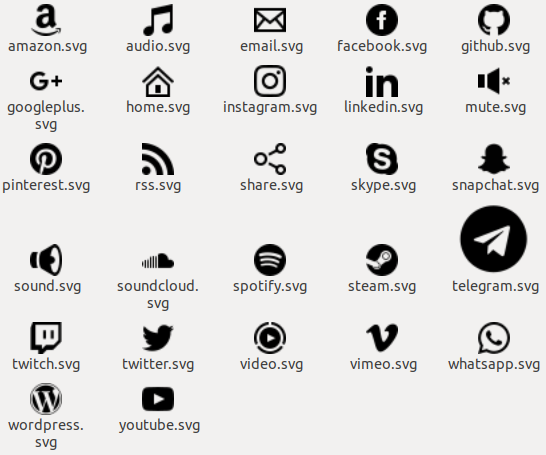 amazon.svg audio.svg email.svg facebook.svg github.svg
G+
in
googleplus.
svg
home.svg instagram.svg linkedin.svg mute.svg
pinterest.svg rss.svg share.svg skype.svg snapchat.svg
sound.svg soundcloud.
svg
spotify.svg steam.svg telegram.svg
twitch.svg twitter.svg video.svg vimeo.svg whatsapp.svg
wordpress.
svg
youtube.svg